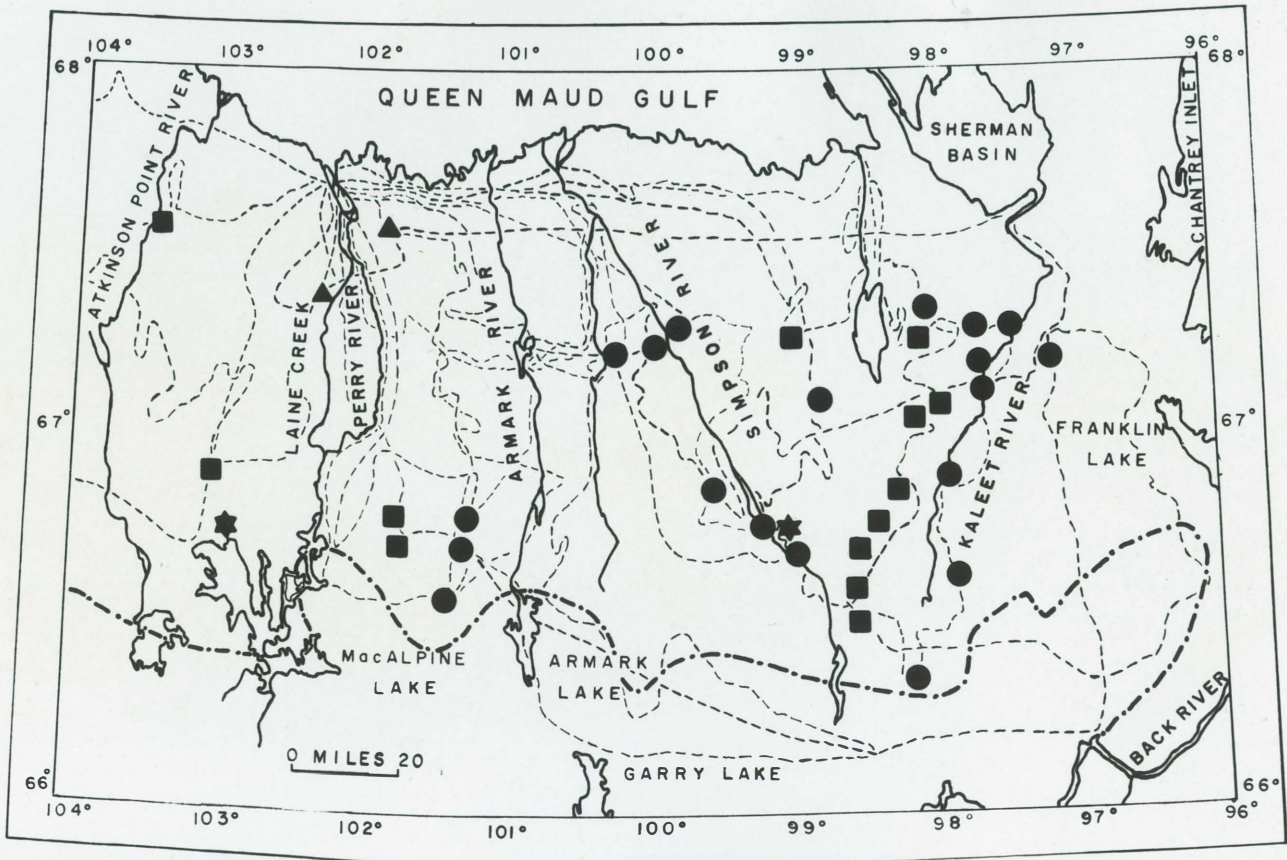 104° 103° 102° 101° 100° 99° 98° 97° 96°
68° 68°
QUEEN MAUD GULF
SHERMAN
BASIN
CHANTREY INLET
ATKINSON POINT RIVER
LAINE CREEK
PERRY RIVER
ARMARK RIVER
SIMPSON RIVER
KALEET RIVER
67° 67°
FRANKLIN
LAKE
MacALPINE
LAKE
ARMARK
LAKE
BACK RIVER
0 MILES 20
GARRY LAKE
66° 66°
104° 103° 102° 101° 100° 99° 98° 97° 96°